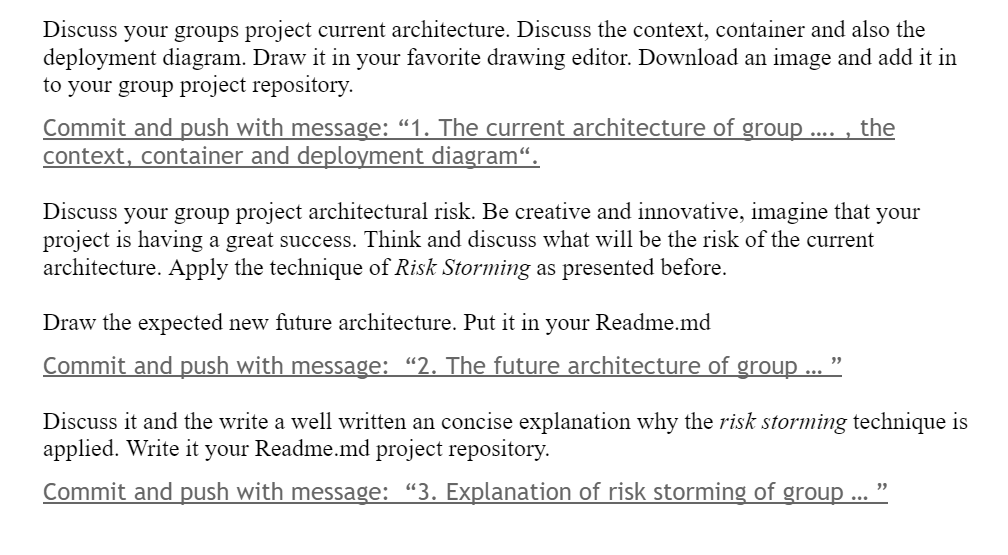 Discuss your groups project current architecture. Discuss the context, container and also the
deployment diagram. Draw it in your favorite drawing editor. Download an image and add it in
to your group project repository.
Commit and push with message: “1. The current architecture of group .... , the
context, container and deployment diagram“.
Discuss your group project architectural risk. Be creative and innovative, imagine that your
project is having a great success. Think and discuss what will be the risk of the current
architecture. Apply the technique of Risk Storming as presented before.
Draw the expected new future architecture. Put it in your Readme.md
Commit and push with message:  “2. The future architecture of group ... ”
Discuss it and the write a well written an concise explanation why the risk storming technique is
applied. Write it your Readme.md project repository.
Commit and push with message:  “3. Explanation of risk storming of group ... ”